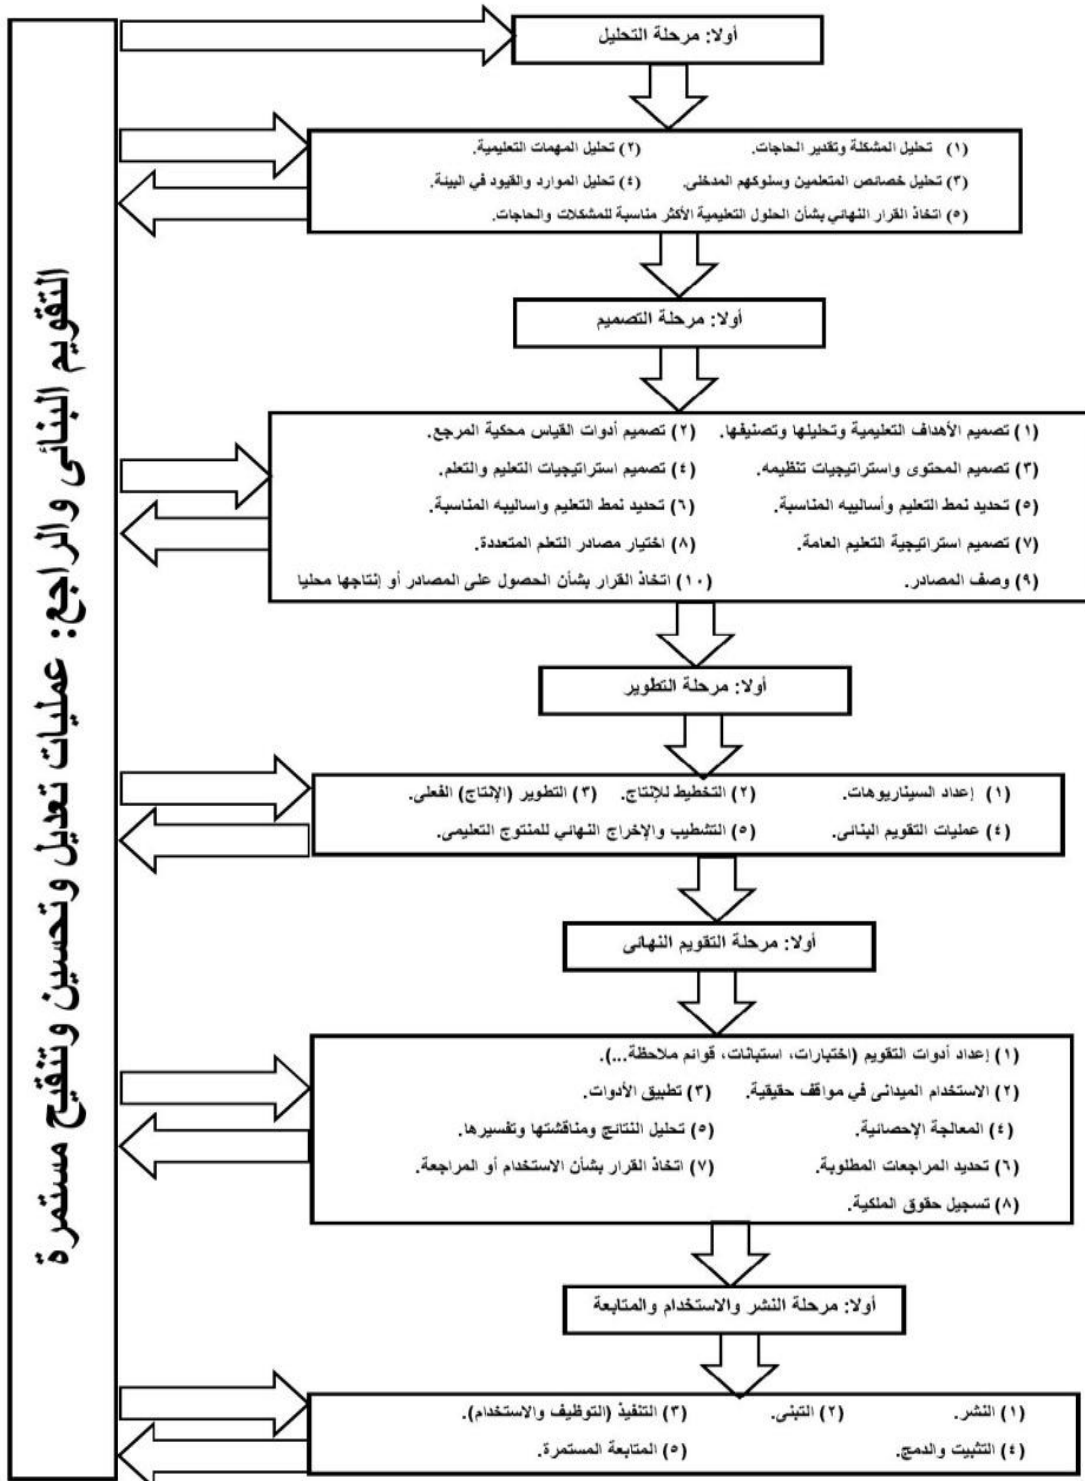 أولا: مرحلة التحليل
(١) تحليل المشكلة وتقدير الحاجات. (٢) تحليل المهمات التعليمية.
(٣) تحليل خصائص المتعلمين وسلوكهم المدخلى. (٤) تحليل الموارد والقيود في البيئة.
(٥) اتخاذ القرار النهائي بشأن الحلول التعليمية الأكثر مناسبة للمشكلات والحاجات.
أولا: مرحلة التصميم
(١) تصميم الأهداف التعليمية وتحليلها وتصنيفها. (٢) تصميم أدوات القياس محكية المرجع.
(٣) تصميم المحتوى واستراتيجيات تنظيمه. (٤) تصميم استراتيجيات التعليم والتعلم.
(٥) تحديد نمط التعليم وأساليبه المناسبة. (٦) تحديد نمط التعليم واساليبه المناسبة.
(٧) تصميم استراتيجية التعليم العامة. (٨) اختيار مصادر التعلم المتعددة.
(٩) وصف المصادر. (١٠) اتخاذ القرار بشأن الحصول على المصادر أو إنتاجها محليا
أولا: مرحلة التطوير
(١) إعداد السيناريوهات. (٢) التخطيط للإنتاج. (٣) التطوير (الإنتاج) الفعلى.
(٤) عمليات التقويم البنائى. (٥) التشطيب والإخراج النهائي للمنتوج التعليمى.
أولا: مرحلة التقويم النهائى
(١) إعداد أدوات التقويم (اختبارات، استبانات، قوائم ملاحظة...).
(٢) الاستخدام الميدانى في مواقف حقيقية. (٣) تطبيق الأدوات.
(٤) المعالجة الإحصائية. (٥) تحليل النتائج ومناقشتها وتفسيرها.
(٦) تحديد المراجعات المطلوبة. (٧) اتخاذ القرار بشأن الاستخدام أو المراجعة.
(٨) تسجيل حقوق الملكية.
أولا: مرحلة النشر والاستخدام والمتابعة
(١) النشر. (٢) التبنى. (٣) التنفيذ (التوظيف والاستخدام).
(٤) التثبيت والدمج. (٥) المتابعة المستمرة.
التقويم البنائى والراجع: عمليات تعديل وتحسين وتنقيح مستمرة